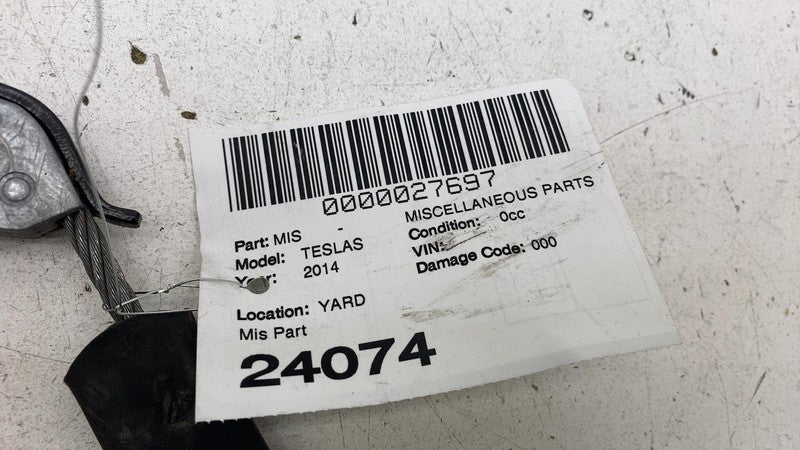 0000027697
Part: MIS - MISCELLANEOUS PARTS
Model: TESLAS Condition: 0cc
Year: 2014 VIN:
Damage Code: 000
Location: YARD
Mis Part
24074